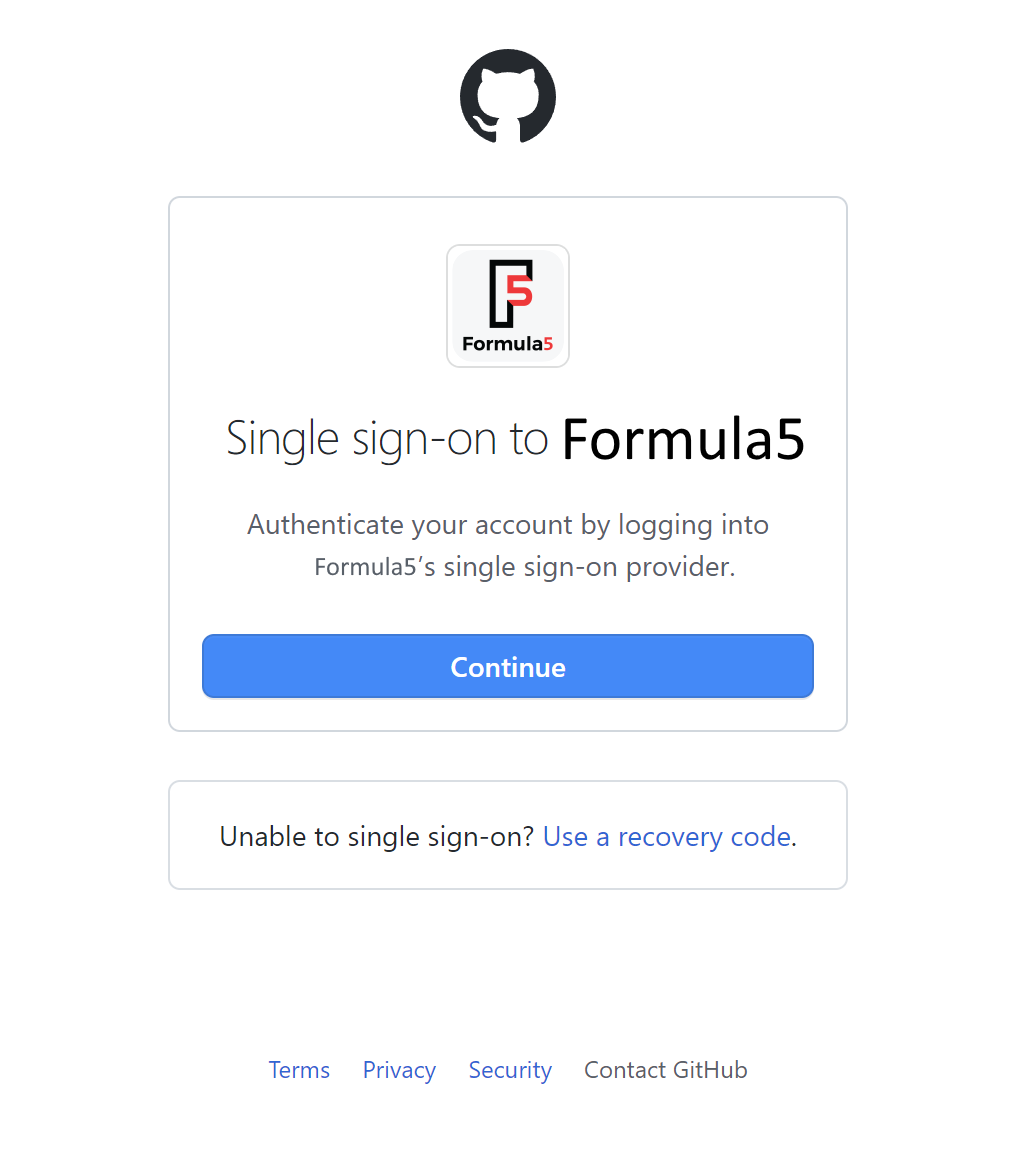 Formula5
Single sign-on to Formula5
Authenticate your account by logging into
Formula5's single sign-on provider.
Continue
Unable to single sign-on? Use a recovery code.
Terms Privacy Security Contact GitHub